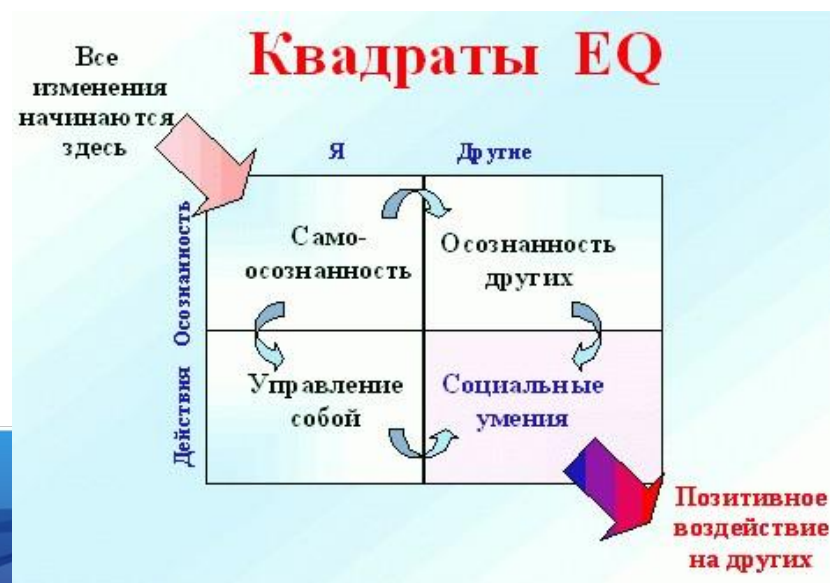 Квадраты EQ
Все
изменения
начинаются
здесь
Я
Другие
Осознанность
Само-
осознанность
Осознанность
других
Действия
Управление
собой
Социальные
умения
Позитивное
воздействие
на других